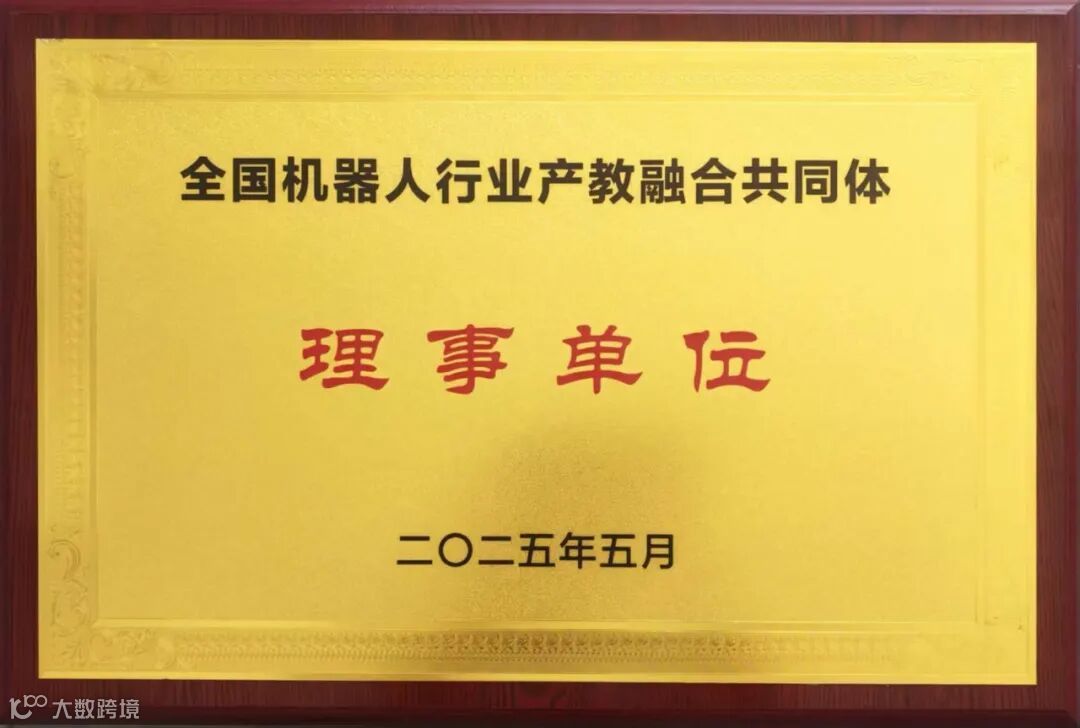 全国机器人行业产教融合共同体
理事单位
二〇二五年五月
大数跨境